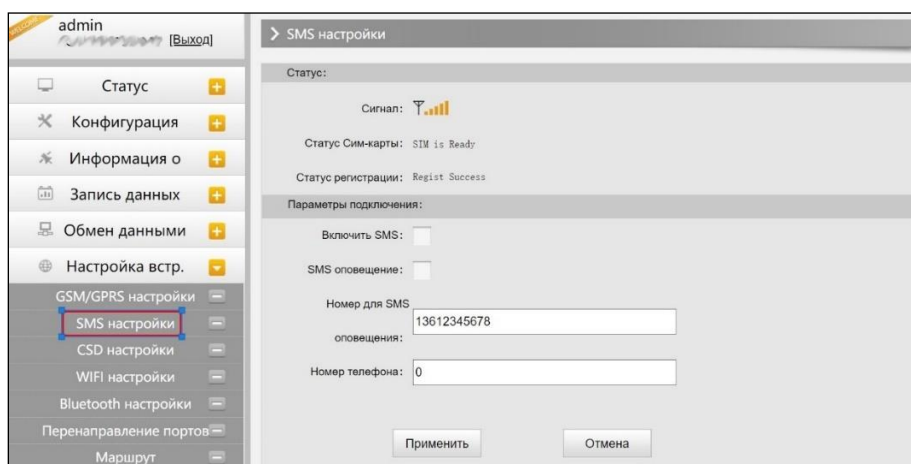 WELCOME
admin
[Выход]
Статус
Конфигурация
Информация о
Запись данных
Обмен данными
Настройка встр.
GSM/GPRS настройки
SMS настройки
CSD настройки
WIFI настройки
Bluetooth настройки
Перенаправление портов
Маршрут
SMS настройки
Статус:
Сигнал:
Статус Сим-карты: SIM is Ready
Статус регистрации: Regist Success
Параметры подключения:
Включить SMS:
SMS оповещение:
Номер для SMS
13612345678
оповещения:
Номер телефона: 0
Применить Отмена